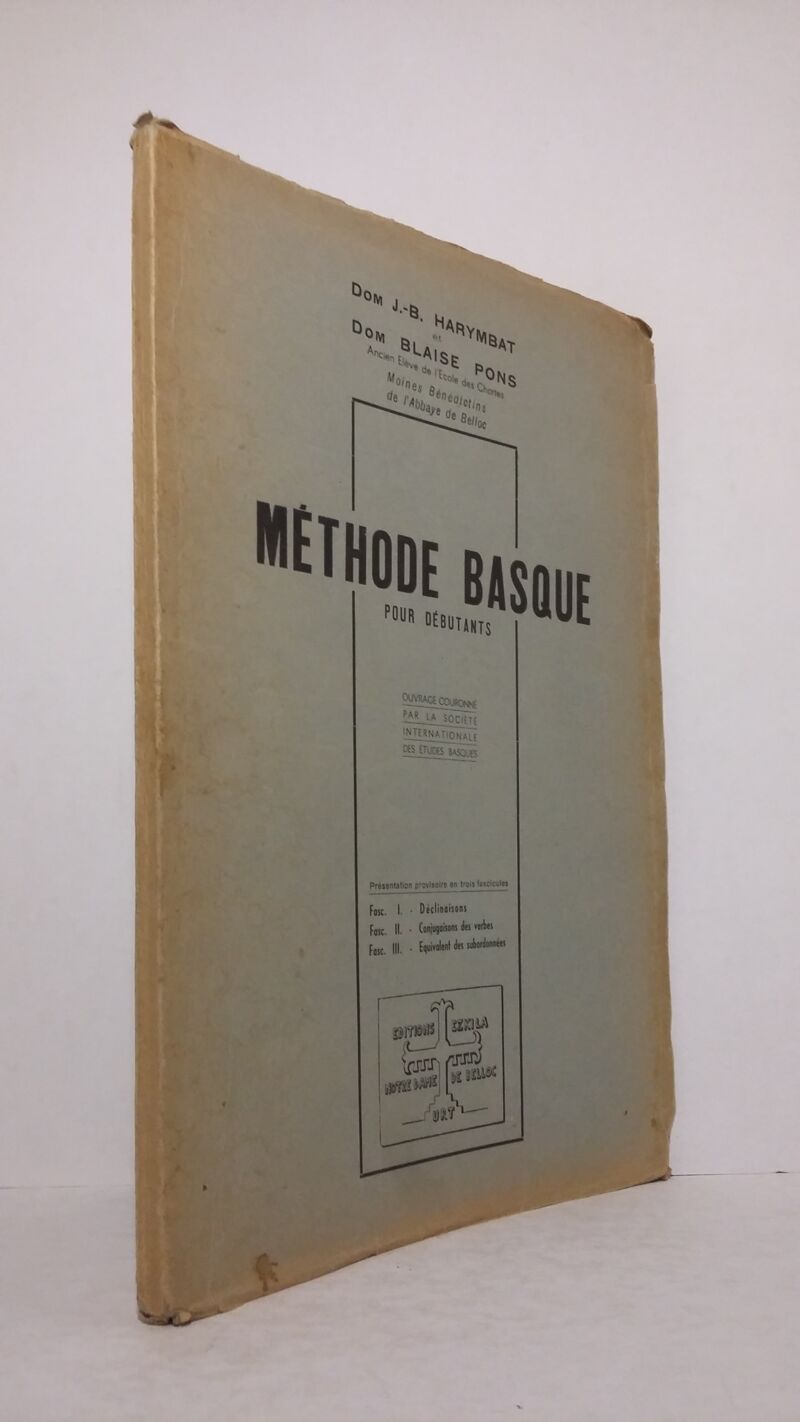 Dom J.-B. HARYMBAT
et
Dom BLAISE PONS
Ancien Elève de l'Ecole des Chartes
Moines Bénédictins
de l'Abbaye de Belloc
MÉTHODE BASQUE
POUR DÉBUTANTS
OUVRAGE COURONNÉ
PAR LA SOCIÉTÉ
INTERNATIONALE
DES ÉTUDES BASQUES
Présentation provisoire en trois fascicules
Fasc. I. - Déclinaisons
Fasc. II. - Conjugaisons des verbes
Fasc. III. - Equivalent des subordonnées
EDITIONS EZKILA
NOTRE DAME DE BELLOC
URT